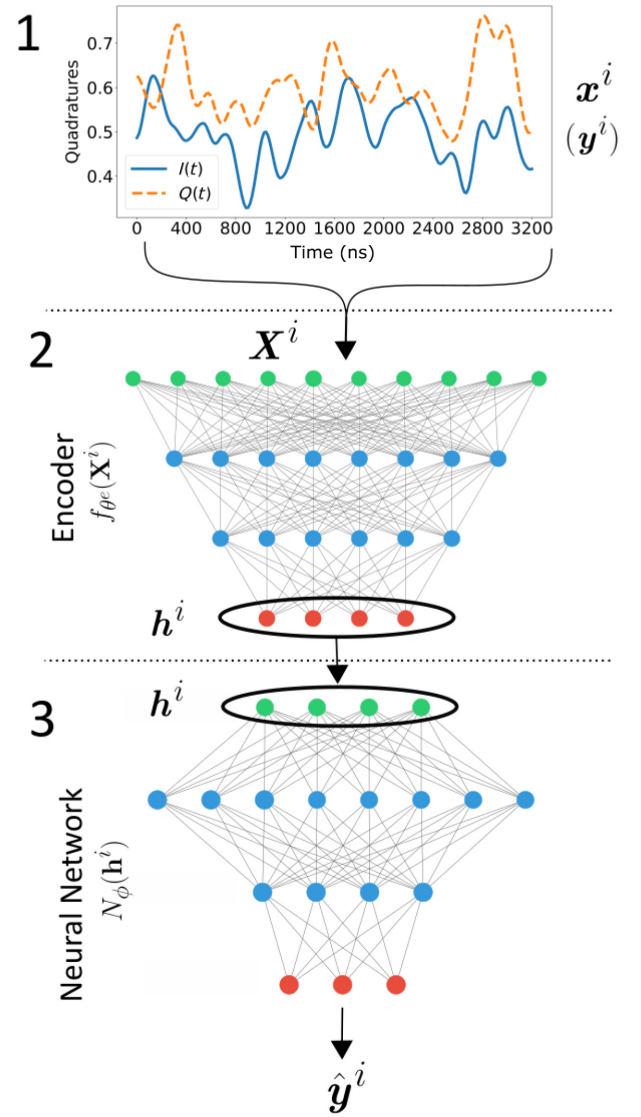 1
0.7
0.6
0.5
0.4
Quadratures
I(t)
Q(t)
0 400 800 1200 1600 2000 2400 2800 3200
Time (ns)
x^i
(y^i)
2
X^i
Encoder
f_{θ^e}(X^i)
h^i
3
h^i
Neural Network
N_ϕ(h^i)
ŷ^i